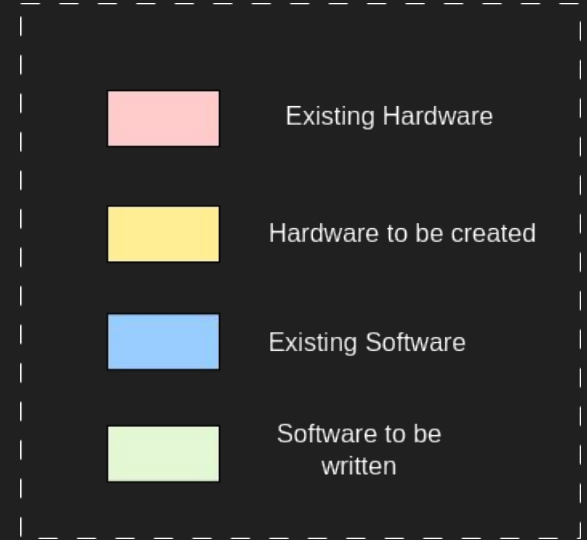 Existing Hardware
Hardware to be created
Existing Software
Software to be
written